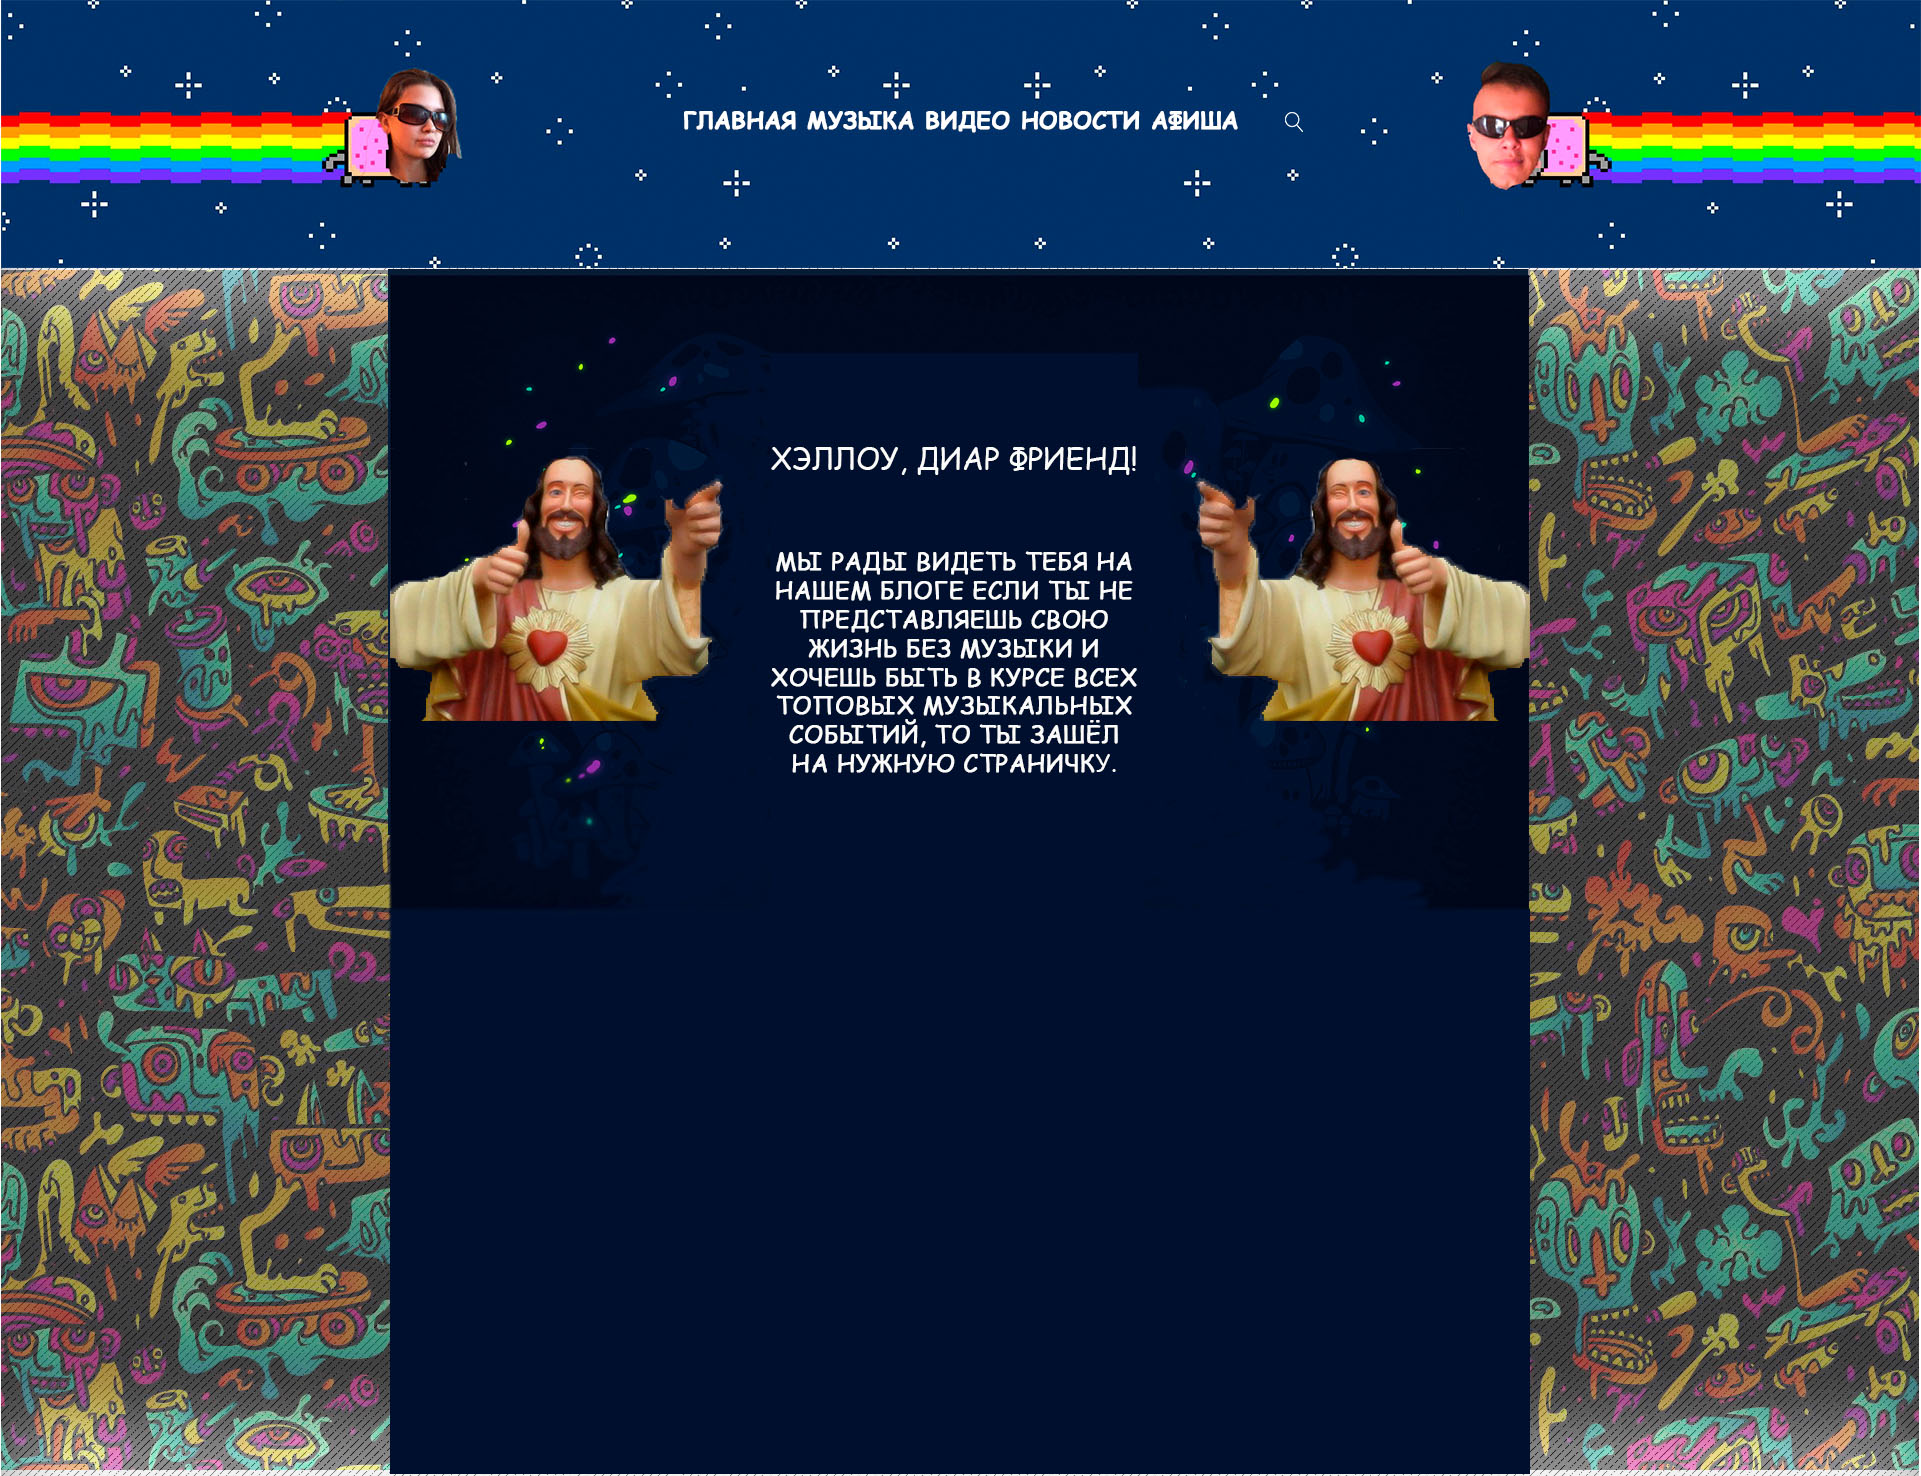 ГЛАВНАЯ МУЗЫКА ВИДЕО НОВОСТИ АФИША
ХЭЛЛОУ, ДИАР ФРИЕНД!
МЫ РАДЫ ВИДЕТЬ ТЕБЯ НА
НАШЕМ БЛОГЕ ЕСЛИ ТЫ НЕ
ПРЕДСТАВЛЯЕШЬ СВОЮ
ЖИЗНЬ БЕЗ МУЗЫКИ И
ХОЧЕШЬ БЫТЬ В КУРСЕ ВСЕХ
ТОПОВЫХ МУЗЫКАЛЬНЫХ
СОБЫТИЙ, ТО ТЫ ЗАШЁЛ
НА НУЖНУЮ СТРАНИЧКУ.